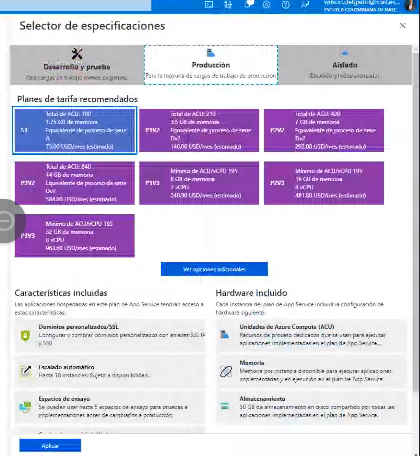 ESCUELA COLOMBIANA DE
Selector de especificaciones
Desarrollo y prueba
Para cargas de trabajo menos exigentes
Producción
Para la mayoría de cargas de trabajo de producción
Aislado
Planes de tarifa recomendados
S1
Total de ACU: 100
1.75 GB de memoria
Equivalente de proceso de serie A
73.00 USD/mes (estimado)
P1V2
Total de ACU: 210
3.5 GB de memoria
Equivalente de proceso de serie Dv2
146.00 USD/mes (estimado)
P2V2
Total de ACU: 420
7 GB de memoria
Equivalente de proceso de serie Dv2
292.00 USD/mes (estimado)
P3V2
Total de ACU: 840
14 GB de memoria
Equivalente de proceso de serie Dv2
584.00 USD/mes (estimado)
P1V3
Mínimo de ACU/vCPU 195
8 GB de memoria
2 vCPU
240.90 USD/mes (estimado)
P2V3
Mínimo de ACU/vCPU 195
16 GB de memoria
4 vCPU
481.80 USD/mes (estimado)
P3V3
Mínimo de ACU/vCPU 195
32 GB de memoria
8 vCPU
963.60 USD/mes (estimado)
Ver opciones adicionales
Características incluidas
Las aplicaciones hospedadas en este plan de App Service tendrán acceso a
estas características:
Dominios personalizados/SSL
Configurar y comprar dominios personalizados con enlaces SSL IP
y SSL
Escalado automático
Hasta 10 instancias. Sujeto a disponibilidad.
Espacios de ensayo
Se pueden usar hasta 5 espacios de ensayo para pruebas e
implementaciones antes de cambiarlos a producción.
Hardware incluido
Cada instancia del plan de App Service incluirá la configuración de
hardware siguiente:
Unidades de Azure Compute (ACU)
Recursos de proceso dedicados que se usan para ejecutar
aplicaciones implementadas en el plan de App Service...
Memoria
Memoria por instancia disponible para ejecutar aplicaciones
implementadas y en ejecución en el plan de App Service.
Almacenamiento
50 GB de almacenamiento en disco compartido por todas las
aplicaciones implementadas en el plan de App Service.
Aplicar